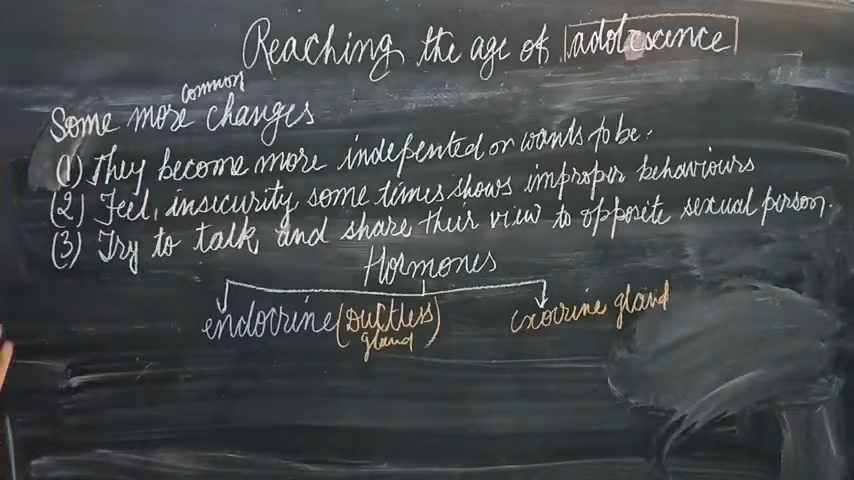 Reaching the age of adolescence
common
Some more changes
(1) They become more indepented or wants to be.
(2) Feel, insecurity some times shows improper behaviours
(3) Try to talk and share their view to opposite sexual person.
Hormones
endocrine (Ductless gland) exocrine gland